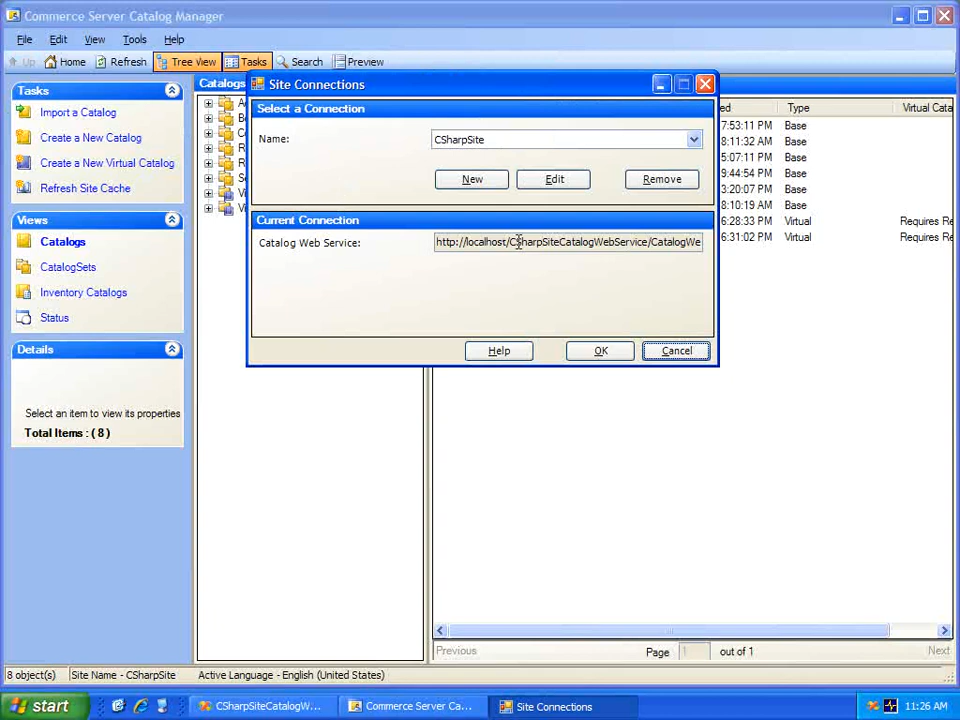 Commerce Server Catalog Manager
File Edit View Tools Help
Up Home Refresh Tree View Tasks Search Preview
Tasks
Import a Catalog
Create a New Catalog
Create a New Virtual Catalog
Refresh Site Cache
Views
Catalogs
CatalogSets
Inventory Catalogs
Status
Details
Select an item to view its properties
Total Items : ( 8 )
Catalogs
Site Connections
Select a Connection
Name: CSharpSite
New Edit Remove
Current Connection
Catalog Web Service: http://localhost/CSharpSiteCatalogWebService/CatalogWe
Help OK Cancel
ed Type Virtual Cata
7:53:11 PM Base
8:11:32 AM Base
5:07:11 PM Base
9:44:54 PM Base
3:20:07 PM Base
8:10:19 AM Base
6:28:33 PM Virtual Requires Re
6:31:02 PM Virtual Requires Re
Previous Page 1 out of 1 Next
8 object(s) Site Name - CSharpSite Active Language - English (United States)
start CSharpSiteCatalogW... Commerce Server Ca... Site Connections 11:26 AM